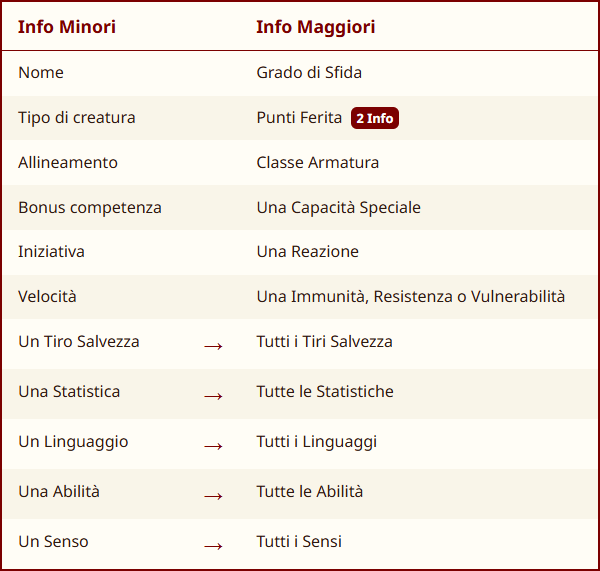 Info Minori Info Maggiori
Nome Grado di Sfida
Tipo di creatura Punti Ferita 2 Info
Allineamento Classe Armatura
Bonus competenza Una Capacità Speciale
Iniziativa Una Reazione
Velocità Una Immunità, Resistenza o Vulnerabilità
Un Tiro Salvezza → Tutti i Tiri Salvezza
Una Statistica → Tutte le Statistiche
Un Linguaggio → Tutti i Linguaggi
Una Abilità → Tutte le Abilità
Un Senso → Tutti i Sensi